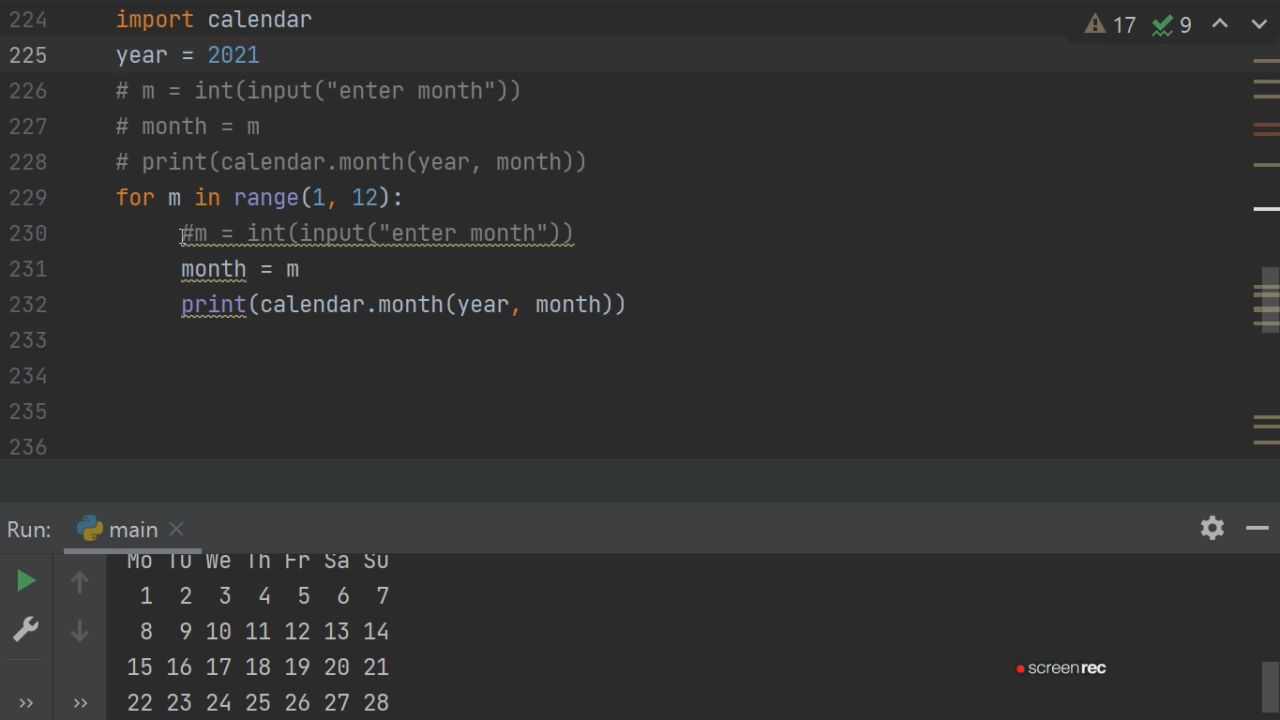 224 import calendar
17 9
225 year = 2021
226 # m = int(input("enter month"))
227 # month = m
228 # print(calendar.month(year, month))
229 for m in range(1, 12):
230 #m = int(input("enter month"))
231 month = m
232 print(calendar.month(year, month))
233
234
235
236
Run: main
Mo Tu We Th Fr Sa Su
1 2 3 4 5 6 7
8 9 10 11 12 13 14
15 16 17 18 19 20 21
screenrec
22 23 24 25 26 27 28